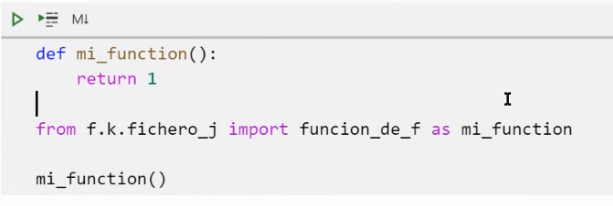 M↓
def mi_function():
    return 1
from f.k.fichero_j import funcion_de_f as mi_function
mi_function()